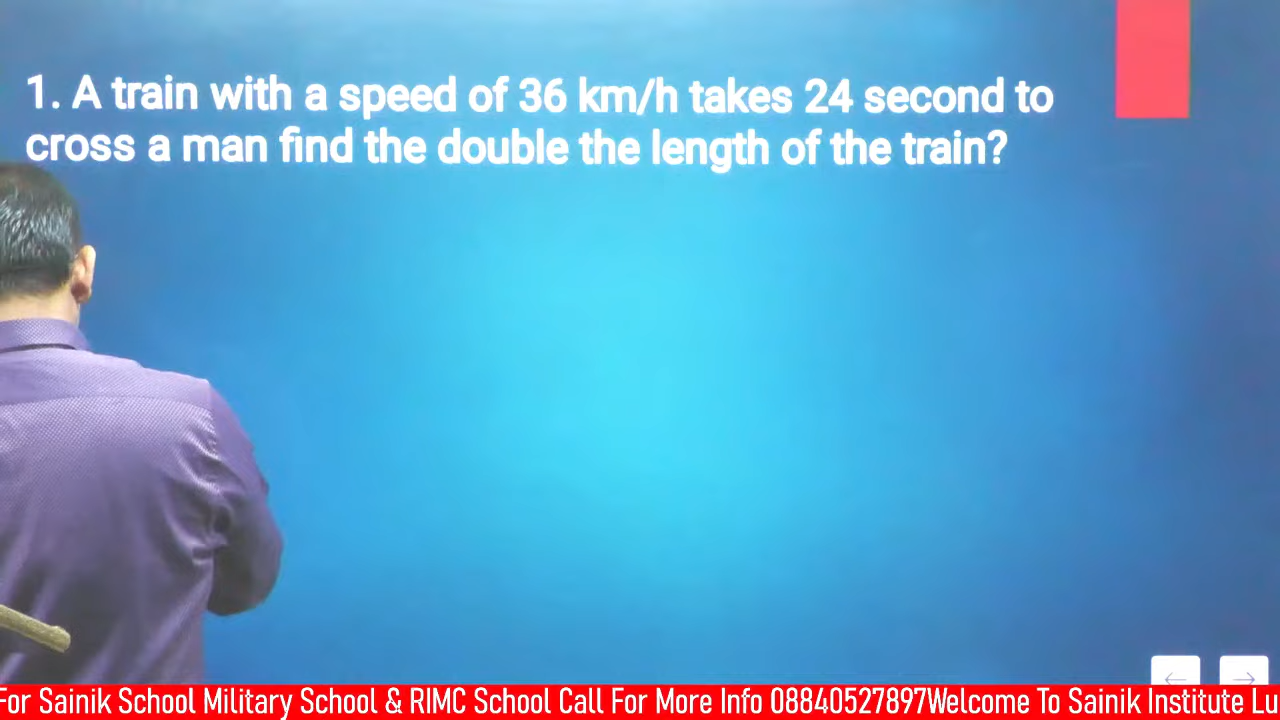 1. A train with a speed of 36 km/h takes 24 second to
cross a man find the double the length of the train?
For Sainik School Military School & RIMC School Call For More Info 08840527897Welcome To Sainik Institute